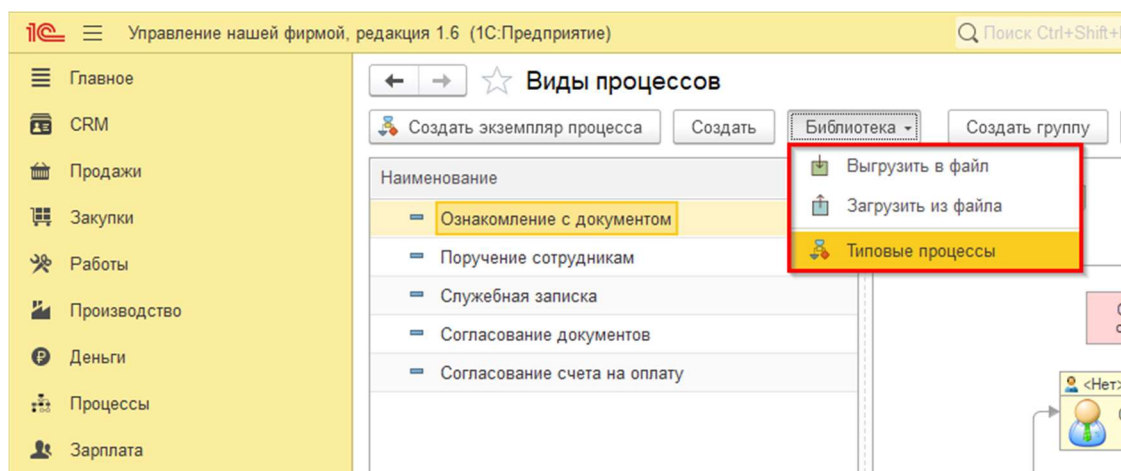 1С Управление нашей фирмой, редакция 1.6 (1С:Предприятие) Поиск Ctrl+Shift+
Главное
CRM
Продажи
Закупки
Работы
Производство
Деньги
Процессы
Зарплата
Виды процессов
Создать экземпляр процесса Создать Библиотека Создать группу
Выгрузить в файл
Загрузить из файла
Типовые процессы
Наименование
Ознакомление с документом
Поручение сотрудникам
Служебная записка
Согласование документов
Согласование счета на оплату
<Нет>